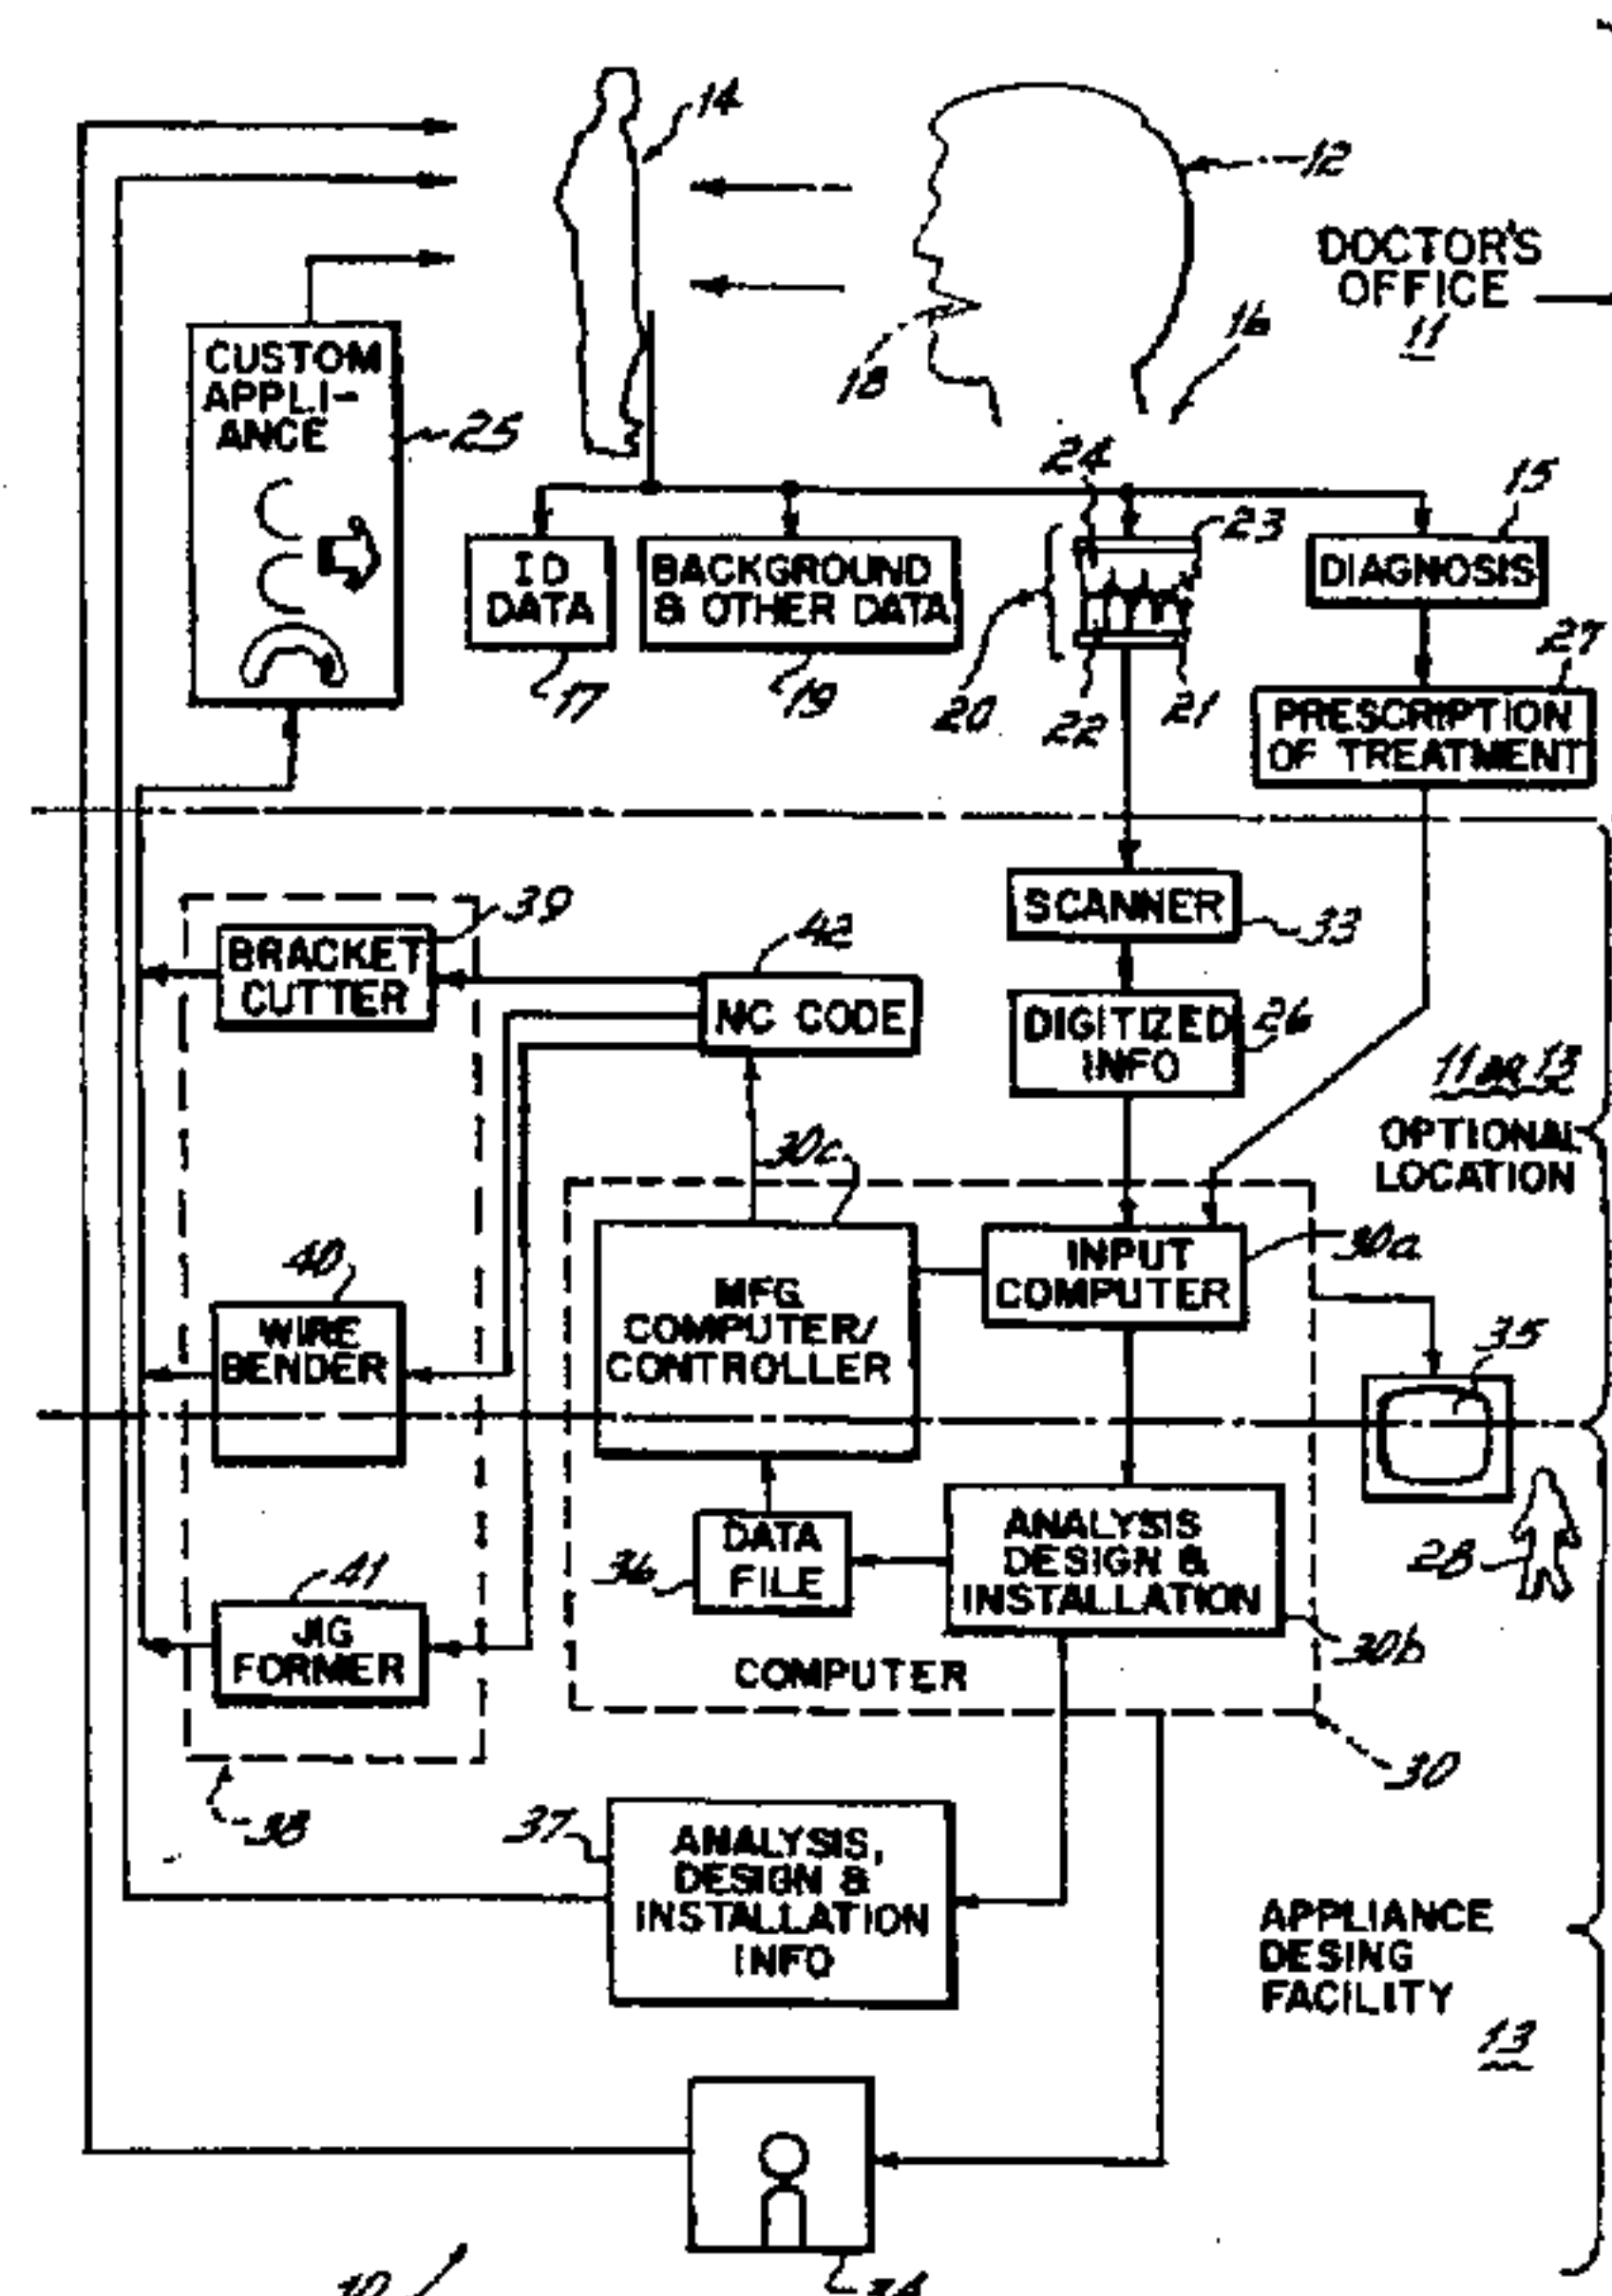 14
12
DOCTOR'S
OFFICE
11
16
18
CUSTOM
APPLI-
ANCE
25
24
15
23
ID
DATA
BACKGROUND
& OTHER DATA
DIAGNOSIS
20
27
17
19
22
21
PRESCRIPTION
OF TREATMENT
39
42
SCANNER
33
BRACKET
CUTTER
NC CODE
DIGITIZED
INFO
26
11 OR 13
OPTIONAL
LOCATION
30c
40
INPUT
COMPUTER
30a
MFG
COMPUTER/
CONTROLLER
WIRE
BENDER
35
DATA
FILE
36
ANALYSIS
DESIGN &
INSTALLATION
28
41
JIG
FORMER
30b
COMPUTER
30
38
37
ANALYSIS,
DESIGN &
INSTALLATION
INFO
APPLIANCE
DESING
FACILITY
13
10